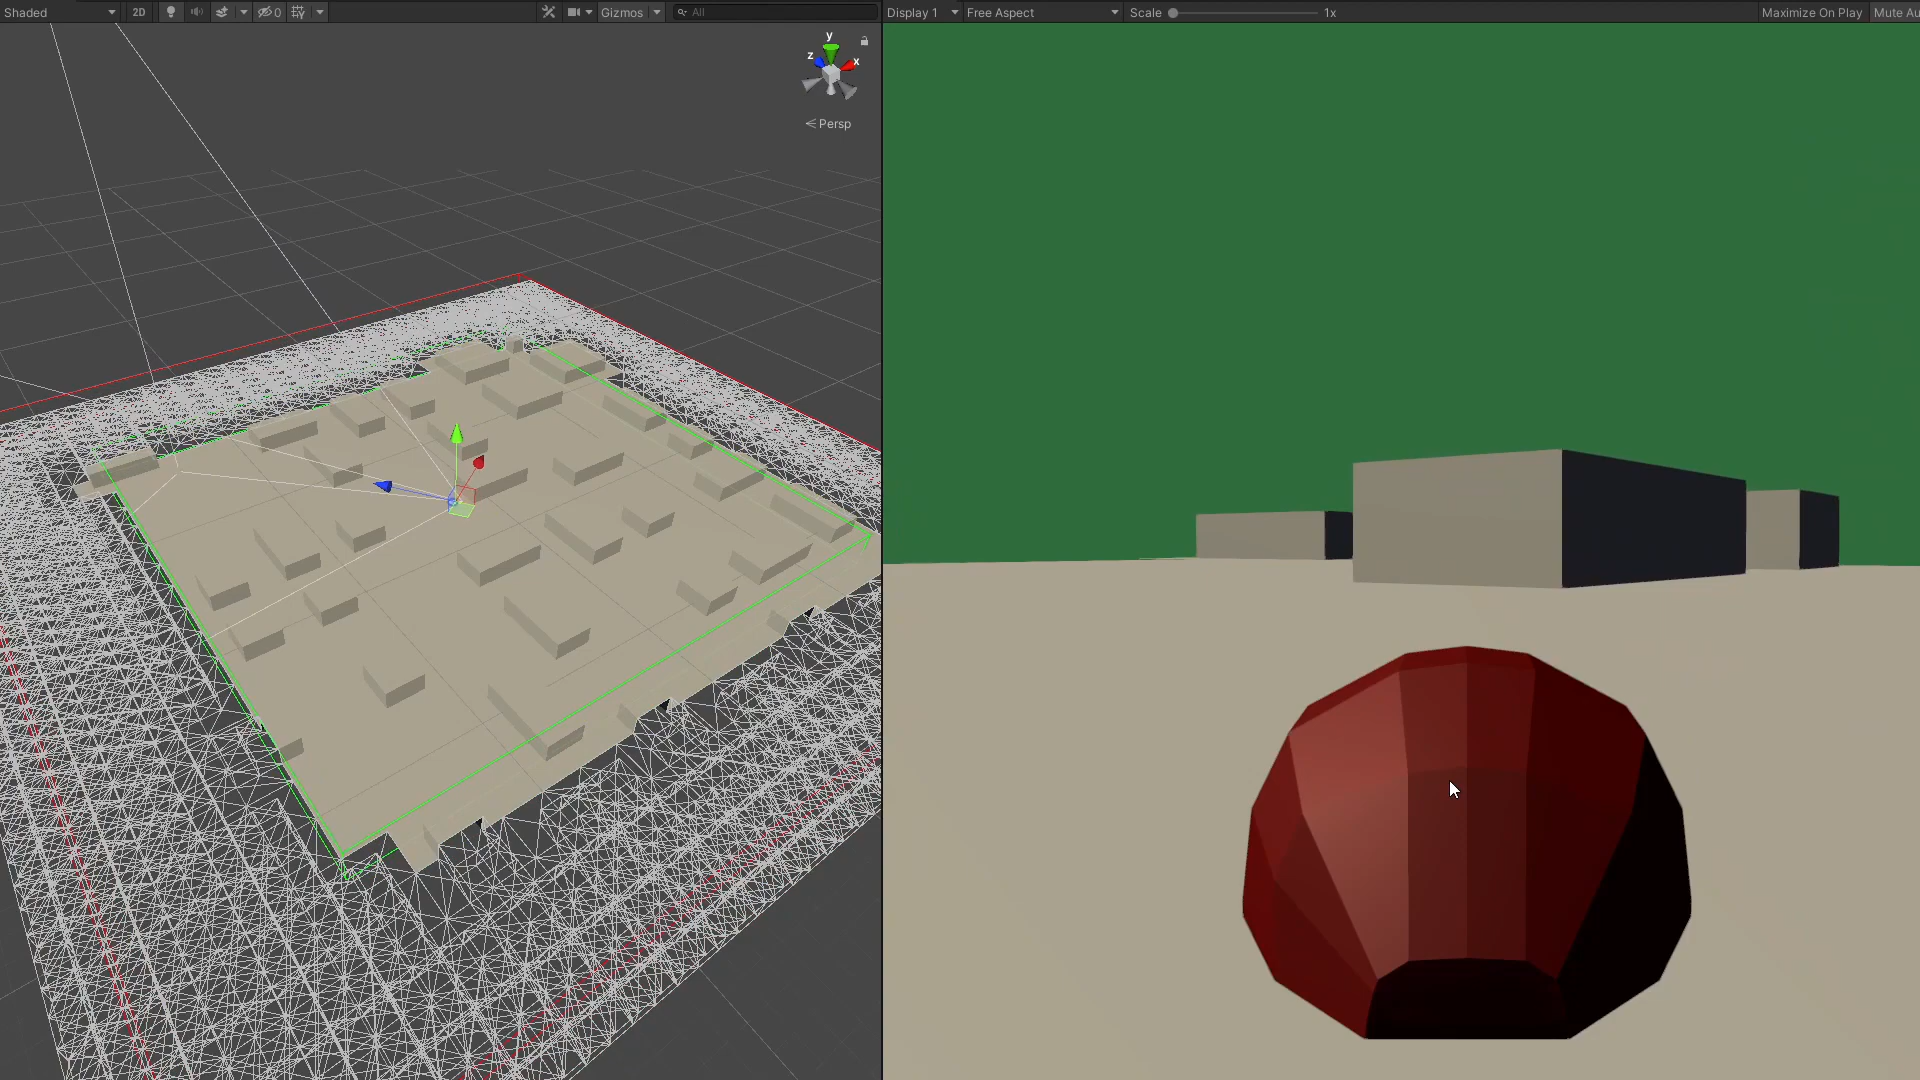 Shaded 2D 0 Gizmos All
y
z x
Persp
Display 1 Free Aspect Scale 1x Maximize On Play Mute Au